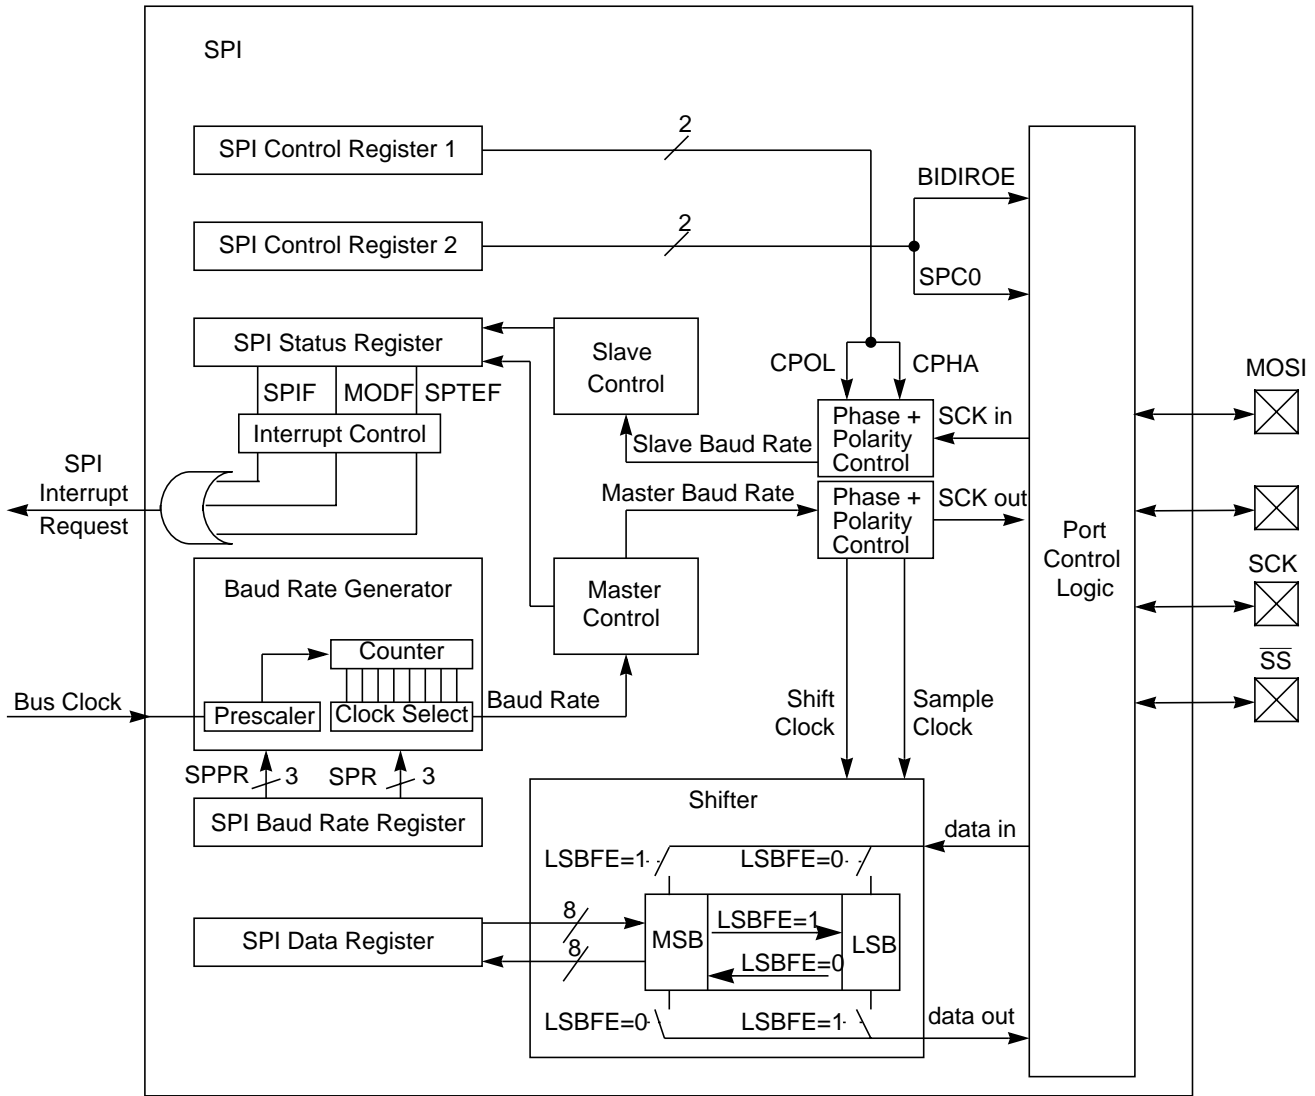 SPI
SPI Control Register 1
2
SPI Control Register 2
2
BIDIROE
SPC0
SPI Status Register
SPIF
MODF
SPTEF
Interrupt Control
SPI
Interrupt
Request
Slave
Control
CPOL
CPHA
Phase +
Polarity
Control
SCK in
Slave Baud Rate
Master Baud Rate
Phase +
Polarity
Control
SCK out
Port
Control
Logic
MOSI
SCK
SS
Baud Rate Generator
Counter
Prescaler
Clock Select
Bus Clock
Baud Rate
Master
Control
SPPR
3
SPR
3
SPI Baud Rate Register
Shift
Clock
Sample
Clock
Shifter
data in
LSBFE=1
LSBFE=0
SPI Data Register
8
8
MSB
LSBFE=1
LSBFE=0
LSB
LSBFE=0
LSBFE=1
data out